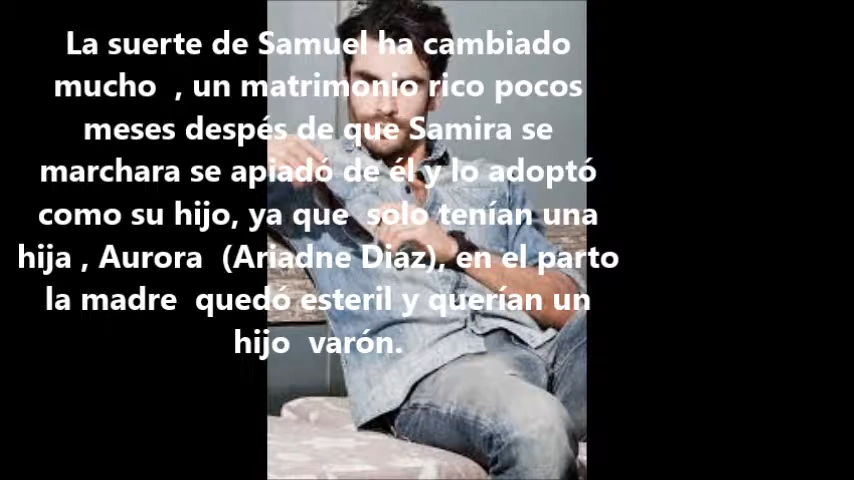 La suerte de Samuel ha cambiado
mucho , un matrimonio rico pocos
meses despés de que Samira se
marchara se apiadó de él y lo adoptó
como su hijo, ya que solo tenían una
hija , Aurora (Ariadne Diaz), en el parto
la madre quedó esteril y querían un
hijo varón.